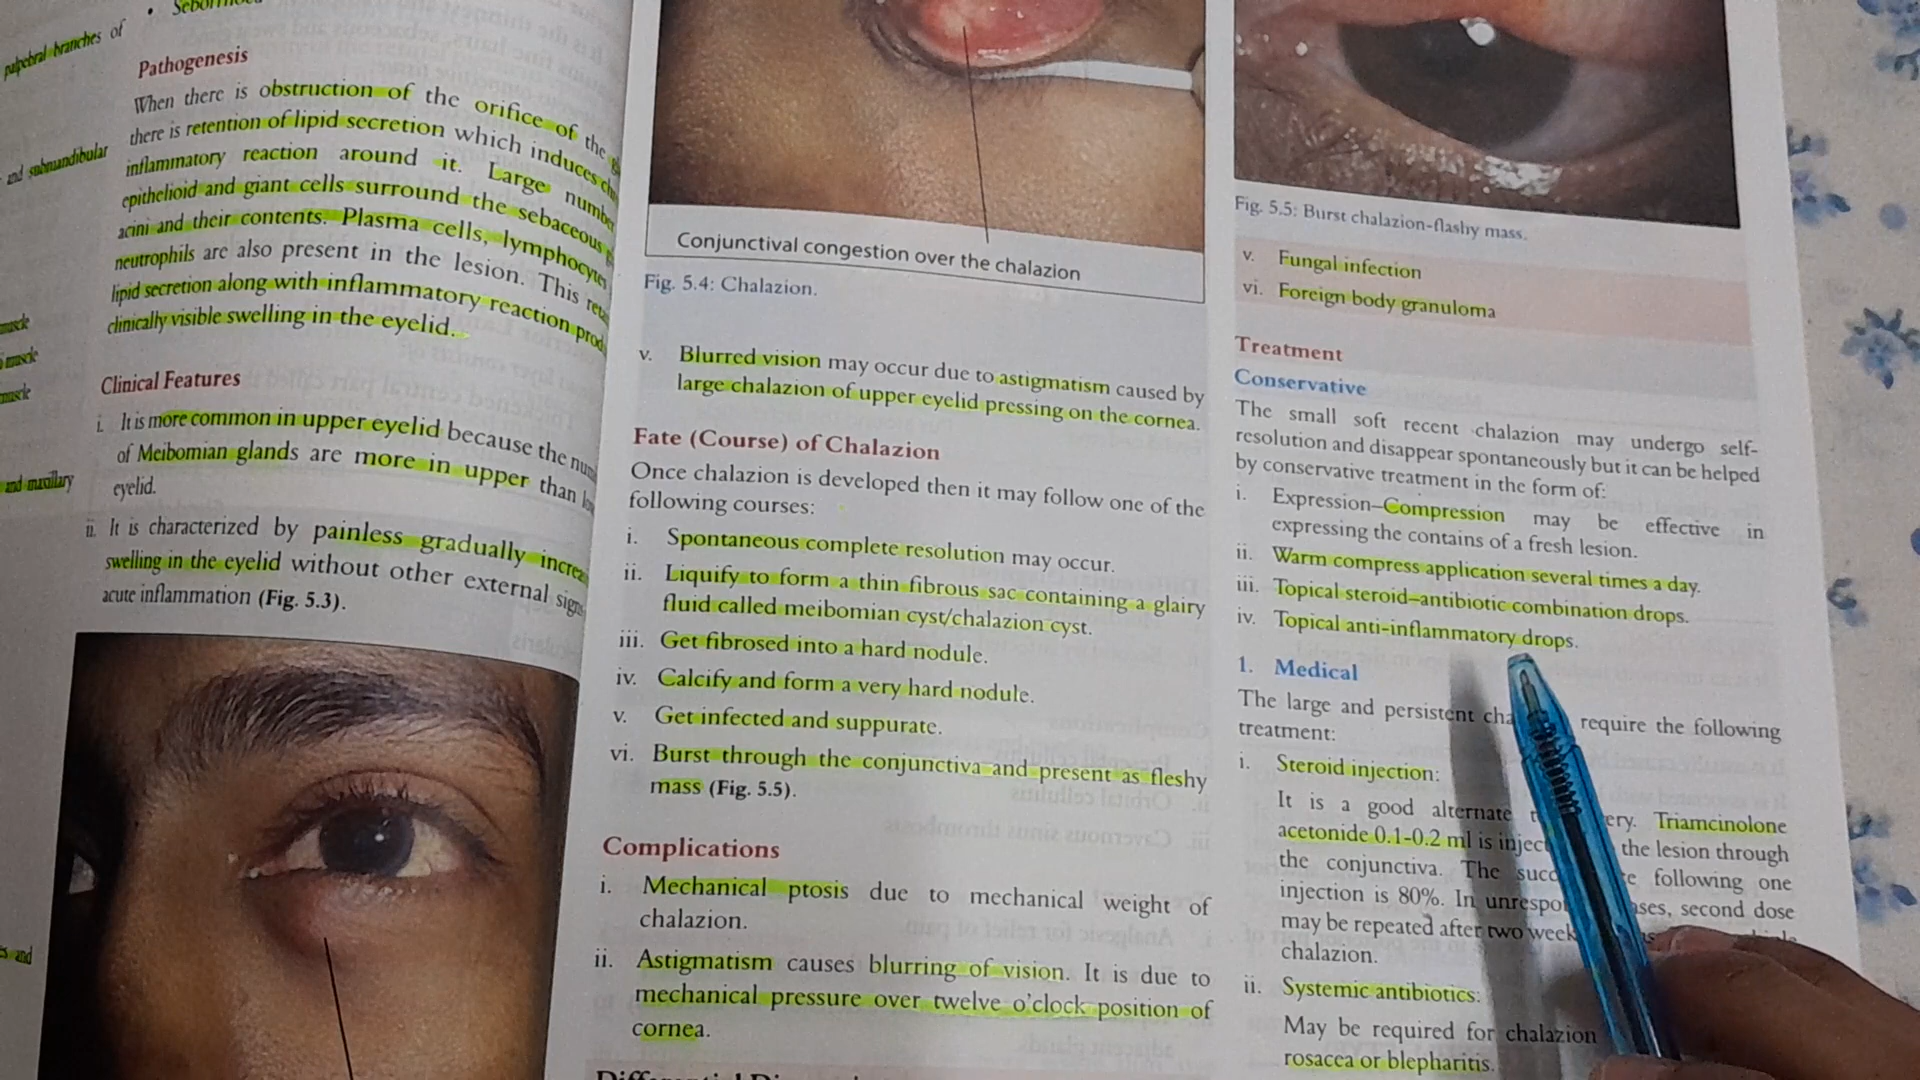 palpebral branches of
and submandibular
muscle
muscle
muscle
and maxillary
and
Pathogenesis
When there is obstruction of the orifice of the
there is retention of lipid secretion which induces
inflammatory reaction around it. Large
epithelioid and giant cells surround the sebaceous
acini and their contents. Plasma cells, lymphocytes
neutrophils are also present in the lesion. This
lipid secretion along with inflammatory reaction
clinically visible swelling in the eyelid.
Clinical Features
i. It is more common in upper eyelid because the
of Meibomian glands are more in upper than
eyelid.
ii. It is characterized by painless gradually
swelling in the eyelid without other external
acute inflammation (Fig. 5.3).
Conjunctival congestion over the chalazion
Fig. 5.4: Chalazion.
v. Blurred vision may occur due to astigmatism caused by
large chalazion of upper eyelid pressing on the cornea.
Fate (Course) of Chalazion
Once chalazion is developed then it may follow one of the
following courses:
i. Spontaneous complete resolution may occur.
ii. Liquify to form a thin fibrous sac containing a glairy
fluid called meibomian cyst/chalazion cyst.
iii. Get fibrosed into a hard nodule.
iv. Calcify and form a very hard nodule.
v. Get infected and suppurate.
vi. Burst through the conjunctiva and present as fleshy
mass (Fig. 5.5).
Complications
i. Mechanical ptosis due to mechanical weight of
chalazion.
ii. Astigmatism causes blurring of vision. It is due to
mechanical pressure over twelve o'clock position of
cornea.
Fig. 5.5: Burst chalazion-flashy mass.
v. Fungal infection
vi. Foreign body granuloma
Treatment
Conservative
The small soft recent chalazion may undergo self-
resolution and disappear spontaneously but it can be helped
by conservative treatment in the form of:
i. Expression–Compression may be effective in
expressing the contains of a fresh lesion.
ii. Warm compress application several times a day.
iii. Topical steroid–antibiotic combination drops.
iv. Topical anti-inflammatory drops.
1. Medical
The large and persistent require the following
treatment:
i. Steroid injection:
It is a good alternate Triamcinolone
acetonide 0.1-0.2 ml is the lesion through
the conjunctiva. The following one
injection is 80%. In second dose
may be repeated after two
chalazion.
ii. Systemic antibiotics:
May be required for chalazion
rosacea or blepharitis.